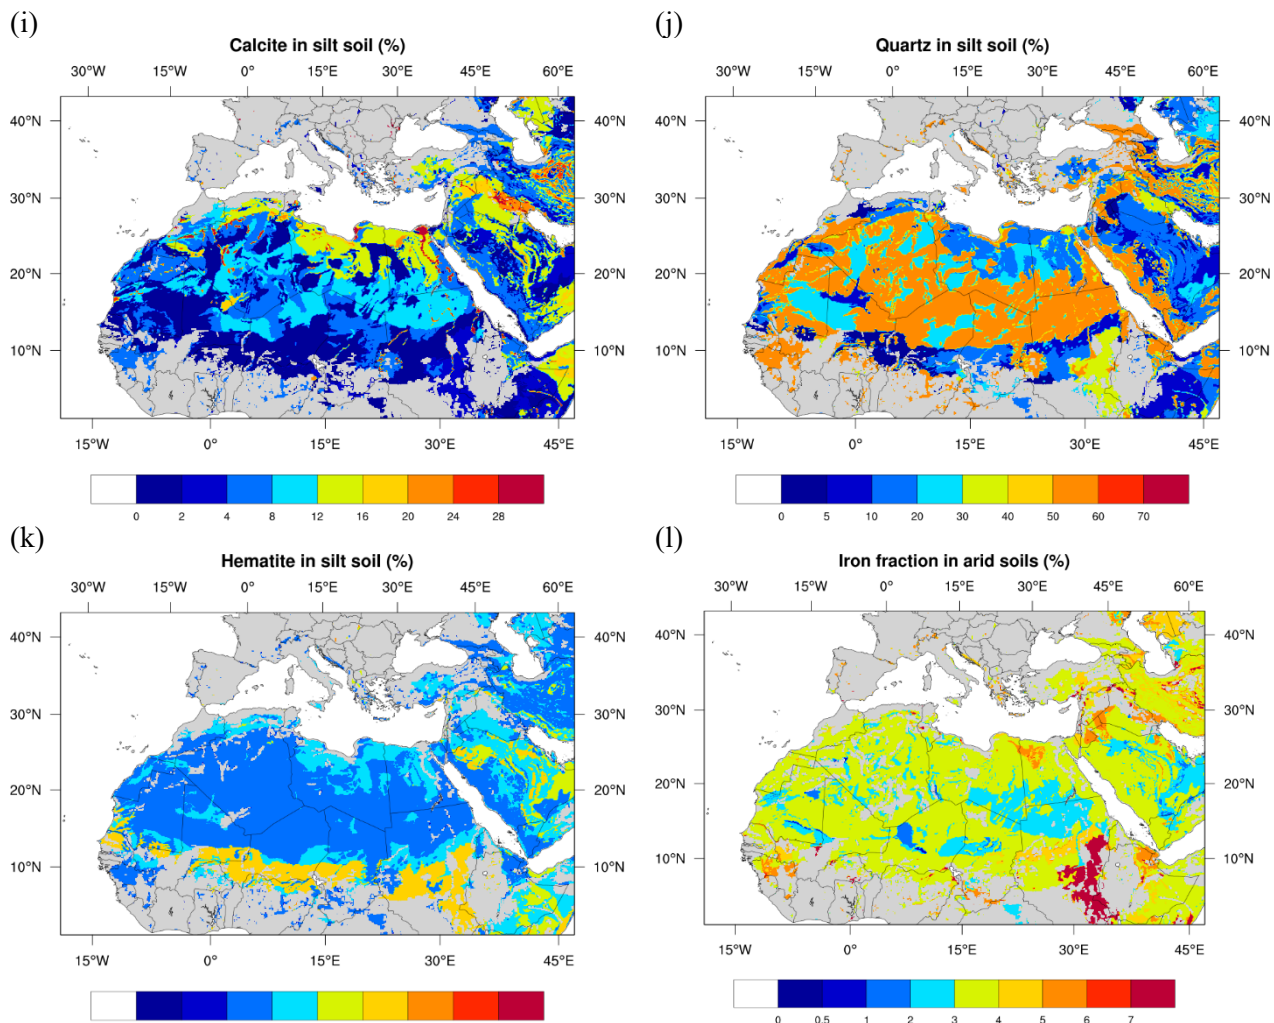 (i)
(j)
Calcite in silt soil (%)
Quartz in silt soil (%)
30°W 15°W 0° 15°E 30°E 45°E 60°E
30°W 15°W 0° 15°E 30°E 45°E 60°E
40°N 40°N 40°N 40°N
30°N 30°N 30°N 30°N
20°N 20°N 20°N 20°N
10°N 10°N 10°N 10°N
15°W 0° 15°E 30°E 45°E
15°W 0° 15°E 30°E 45°E
0 2 4 8 12 16 20 24 28
0 5 10 20 30 40 50 60 70
(k)
(l)
Hematite in silt soil (%)
Iron fraction in arid soils (%)
30°W 15°W 0° 15°E 30°E 45°E 60°E
30°W 15°W 0° 15°E 30°E 45°E 60°E
40°N 40°N 40°N 40°N
30°N 30°N 30°N 30°N
20°N 20°N 20°N 20°N
10°N 10°N 10°N 10°N
15°W 0° 15°E 30°E 45°E
15°W 0° 15°E 30°E 45°E
0 0.5 1 2 3 4 5 6 7